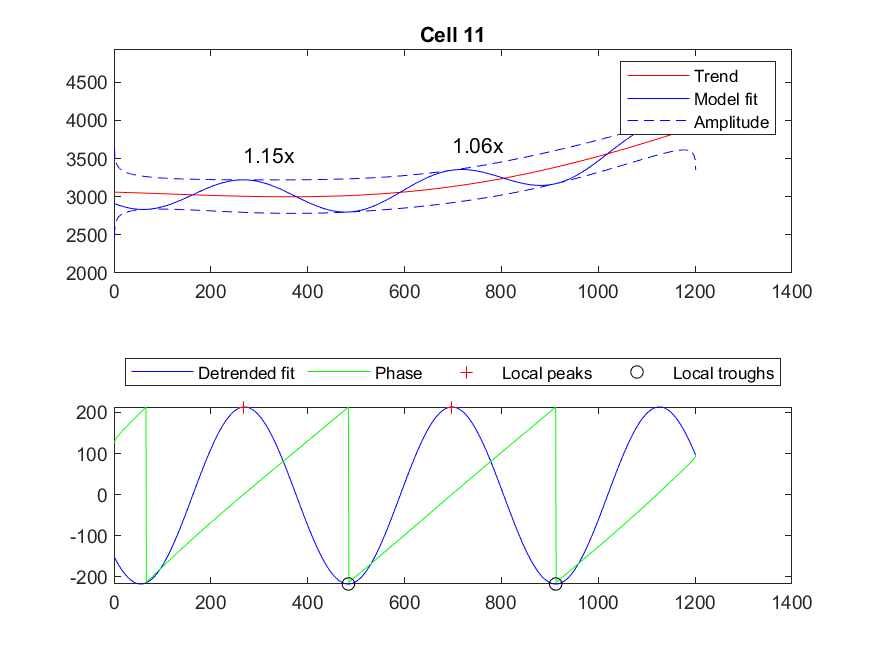 Cell 11
4500
4000
3500
3000
2500
2000
1.15x
1.06x
Trend
Model fit
Amplitude
0 200 400 600 800 1000 1200 1400
Detrended fit Phase Local peaks Local troughs
200
100
0
-100
-200
0 200 400 600 800 1000 1200 1400